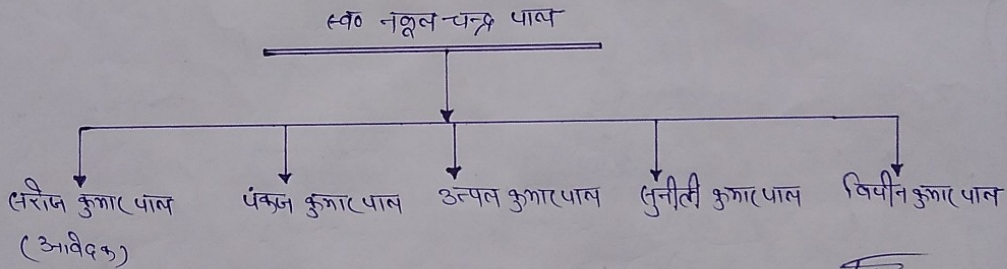 स्व० नकूल चन्द्र पाल
सरोज कुमार पाल पंकज कुमार पाल उत्पल कुमार पाल सुनीली कुमार पाल विपीन कुमार पाल
(आवेदक)